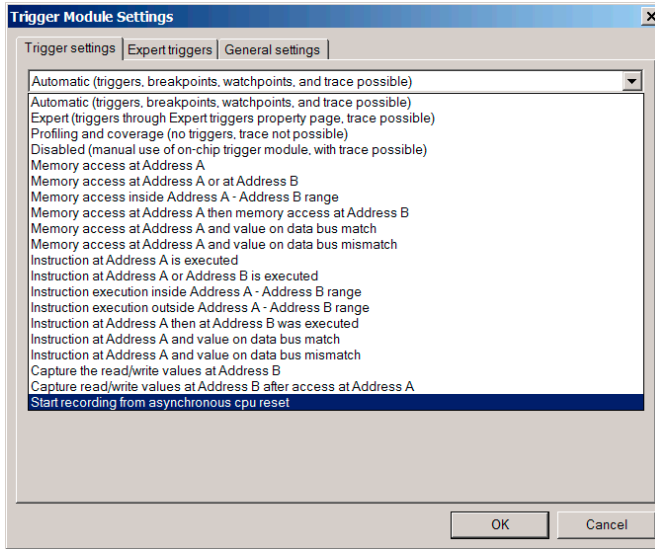 Trigger Module Settings
Trigger settings Expert triggers General settings
Automatic (triggers, breakpoints, watchpoints, and trace possible)
Automatic (triggers, breakpoints, watchpoints, and trace possible)
Expert (triggers through Expert triggers property page, trace possible)
Profiling and coverage (no triggers, trace not possible)
Disabled (manual use of on-chip trigger module, with trace possible)
Memory access at Address A
Memory access at Address A or at Address B
Memory access inside Address A - Address B range
Memory access at Address A then memory access at Address B
Memory access at Address A and value on data bus match
Memory access at Address A and value on data bus mismatch
Instruction at Address A is executed
Instruction at Address A or Address B is executed
Instruction execution inside Address A - Address B range
Instruction execution outside Address A - Address B range
Instruction at Address A then at Address B was executed
Instruction at Address A and value on data bus match
Instruction at Address A and value on data bus mismatch
Capture the read/write values at Address B
Capture read/write values at Address B after access at Address A
Start recording from asynchronous cpu reset
OK Cancel